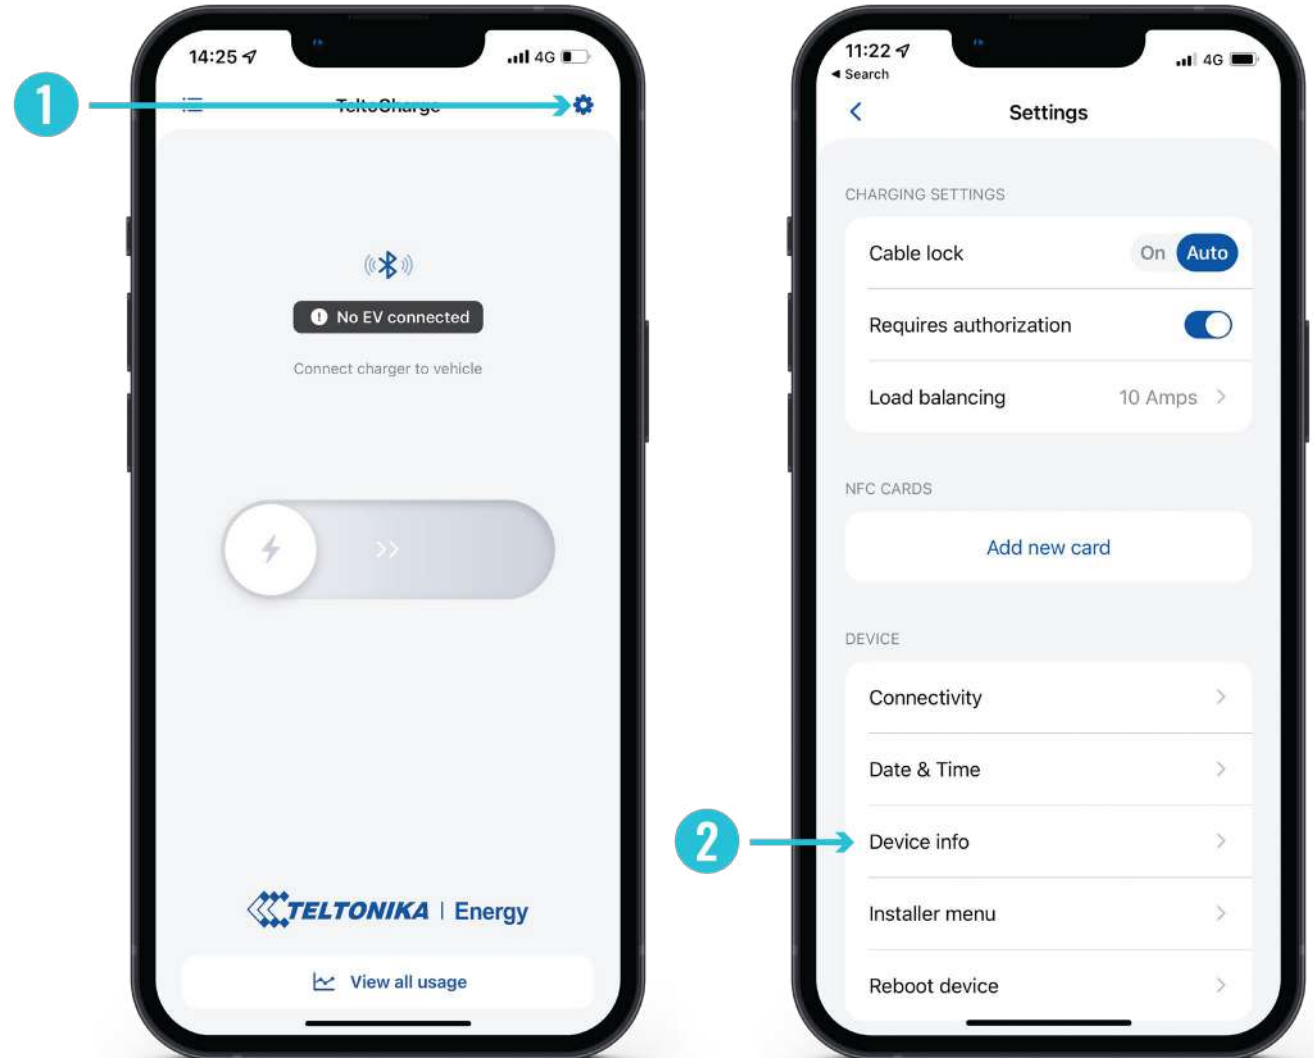 1
14:25
4G
TeltoCharge
No EV connected
Connect charger to vehicle
TELTONIKA | Energy
View all usage
2
11:22
4G
Search
Settings
CHARGING SETTINGS
Cable lock On Auto
Requires authorization
Load balancing 10 Amps
NFC CARDS
Add new card
DEVICE
Connectivity
Date & Time
Device info
Installer menu
Reboot device